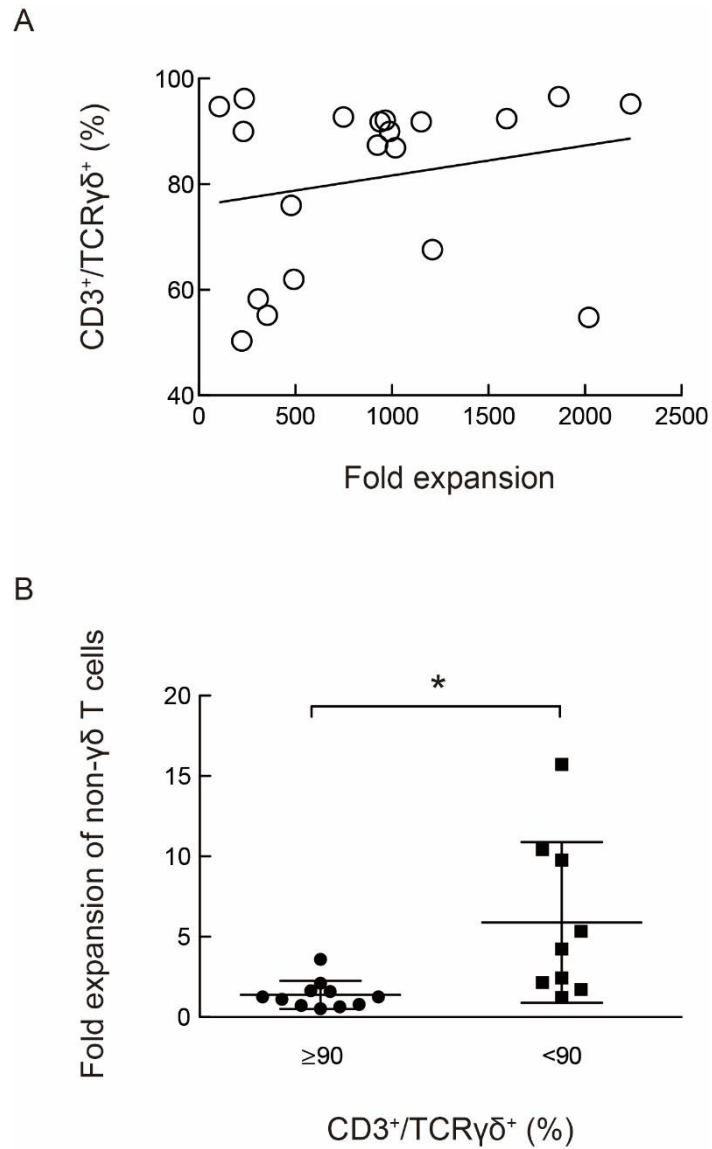 A
CD3⁺/TCRγδ⁺ (%)
100
80
60
40
0 500 1000 1500 2000 2500
Fold expansion
B
Fold expansion of non-γδ T cells
*
20
15
10
5
0
≥90 <90
CD3⁺/TCRγδ⁺ (%)